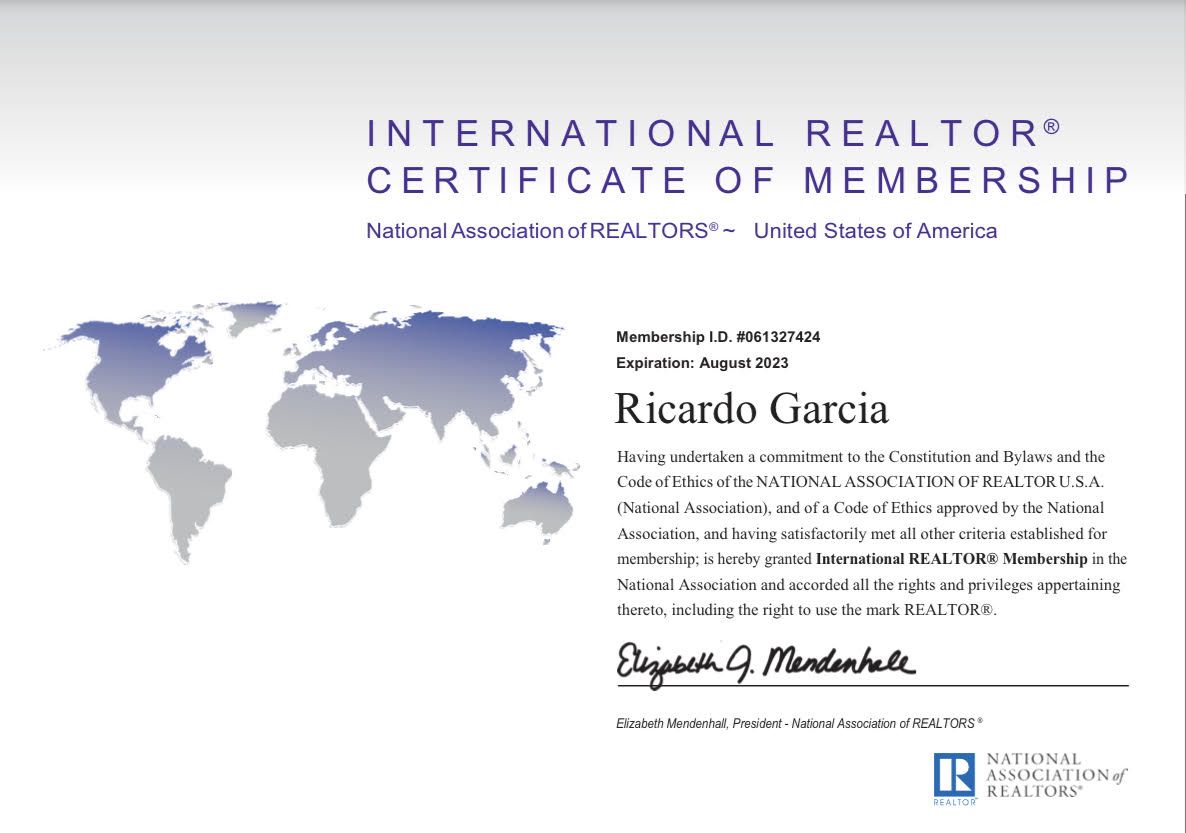 INTERNATIONAL REALTOR®
CERTIFICATE OF MEMBERSHIP
National Association of REALTORS® ~ United States of America
Membership I.D. #061327424
Expiration: August 2023
Ricardo Garcia
Having undertaken a commitment to the Constitution and Bylaws and the
Code of Ethics of the NATIONAL ASSOCIATION OF REALTOR U.S.A.
(National Association), and of a Code of Ethics approved by the National
Association, and having satisfactorily met all other criteria established for
membership; is hereby granted International REALTOR® Membership in the
National Association and accorded all the rights and privileges appertaining
thereto, including the right to use the mark REALTOR®.
Elizabeth J. Mendenhall
Elizabeth Mendenhall, President - National Association of REALTORS ®
NATIONAL
ASSOCIATION of
REALTORS®
R
REALTOR™